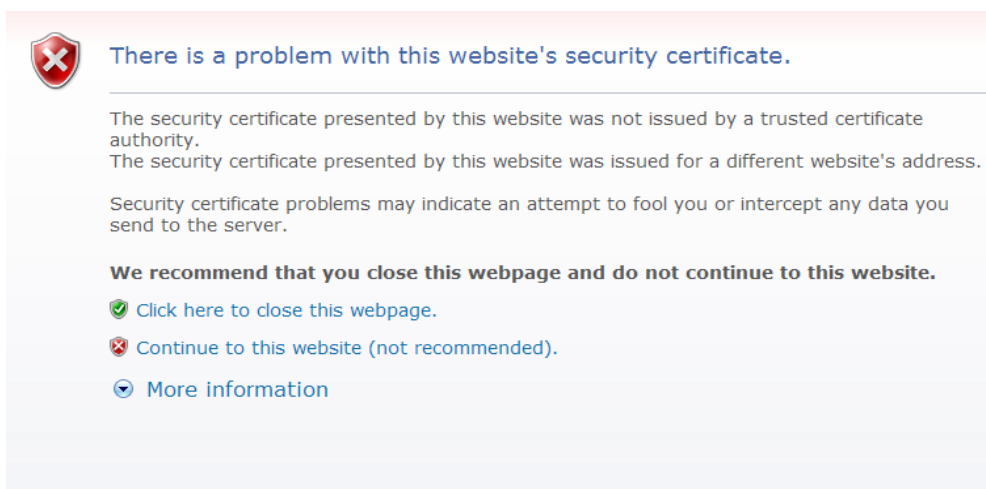 There is a problem with this website's security certificate.
The security certificate presented by this website was not issued by a trusted certificate
authority.
The security certificate presented by this website was issued for a different website's address.
Security certificate problems may indicate an attempt to fool you or intercept any data you
send to the server.
We recommend that you close this webpage and do not continue to this website.
Click here to close this webpage.
Continue to this website (not recommended).
More information